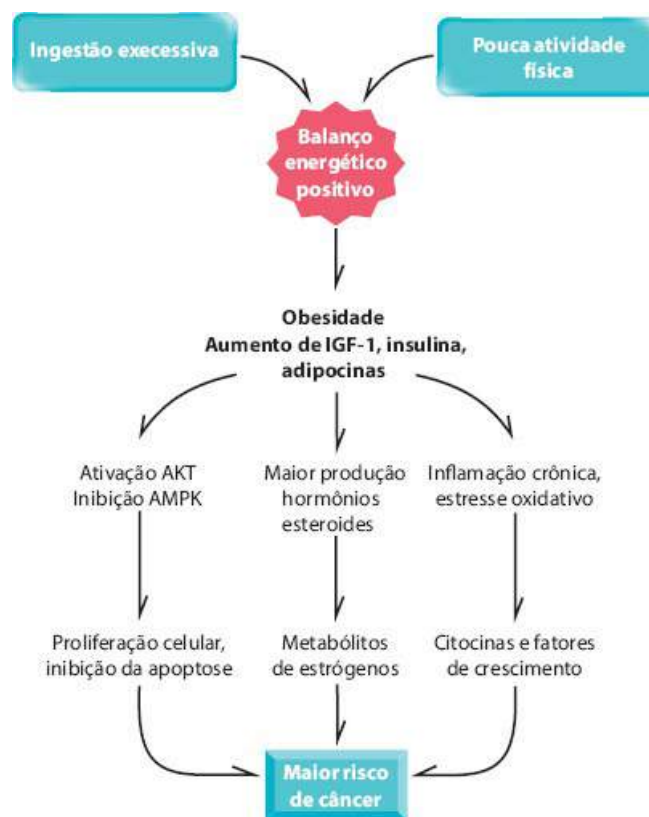 Ingestão execessiva
Pouca atividade
física
Balanço
energético
positivo
Obesidade
Aumento de IGF-1, insulina,
adipocinas
Ativação AKT
Inibição AMPK
Maior produção
hormônios
esteroides
Inflamação crônica,
estresse oxidativo
Proliferação celular,
inibição da apoptose
Metabólitos
de estrógenos
Citocinas e fatores
de crescimento
Maior risco
de câncer